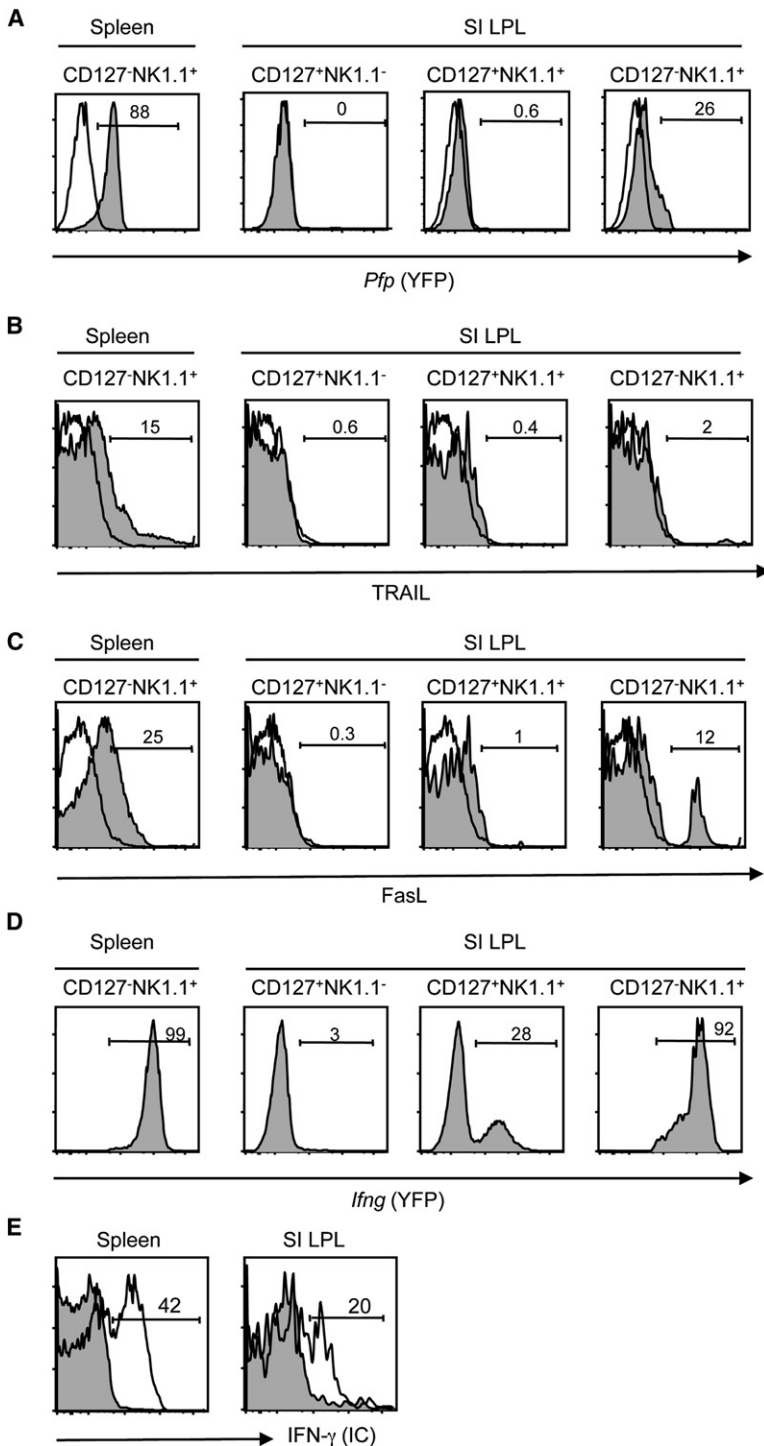 A
Spleen SI LPL
CD127-NK1.1+ CD127+NK1.1- CD127+NK1.1+ CD127-NK1.1+
88 0 0.6 26
Pfp (YFP)
B
Spleen SI LPL
CD127-NK1.1+ CD127+NK1.1- CD127+NK1.1+ CD127-NK1.1+
15 0.6 0.4 2
TRAIL
C
Spleen SI LPL
CD127-NK1.1+ CD127+NK1.1- CD127+NK1.1+ CD127-NK1.1+
25 0.3 1 12
FasL
D
Spleen SI LPL
CD127-NK1.1+ CD127+NK1.1- CD127+NK1.1+ CD127-NK1.1+
99 3 28 92
Ifng (YFP)
E
Spleen SI LPL
42 20
IFN-γ (IC)